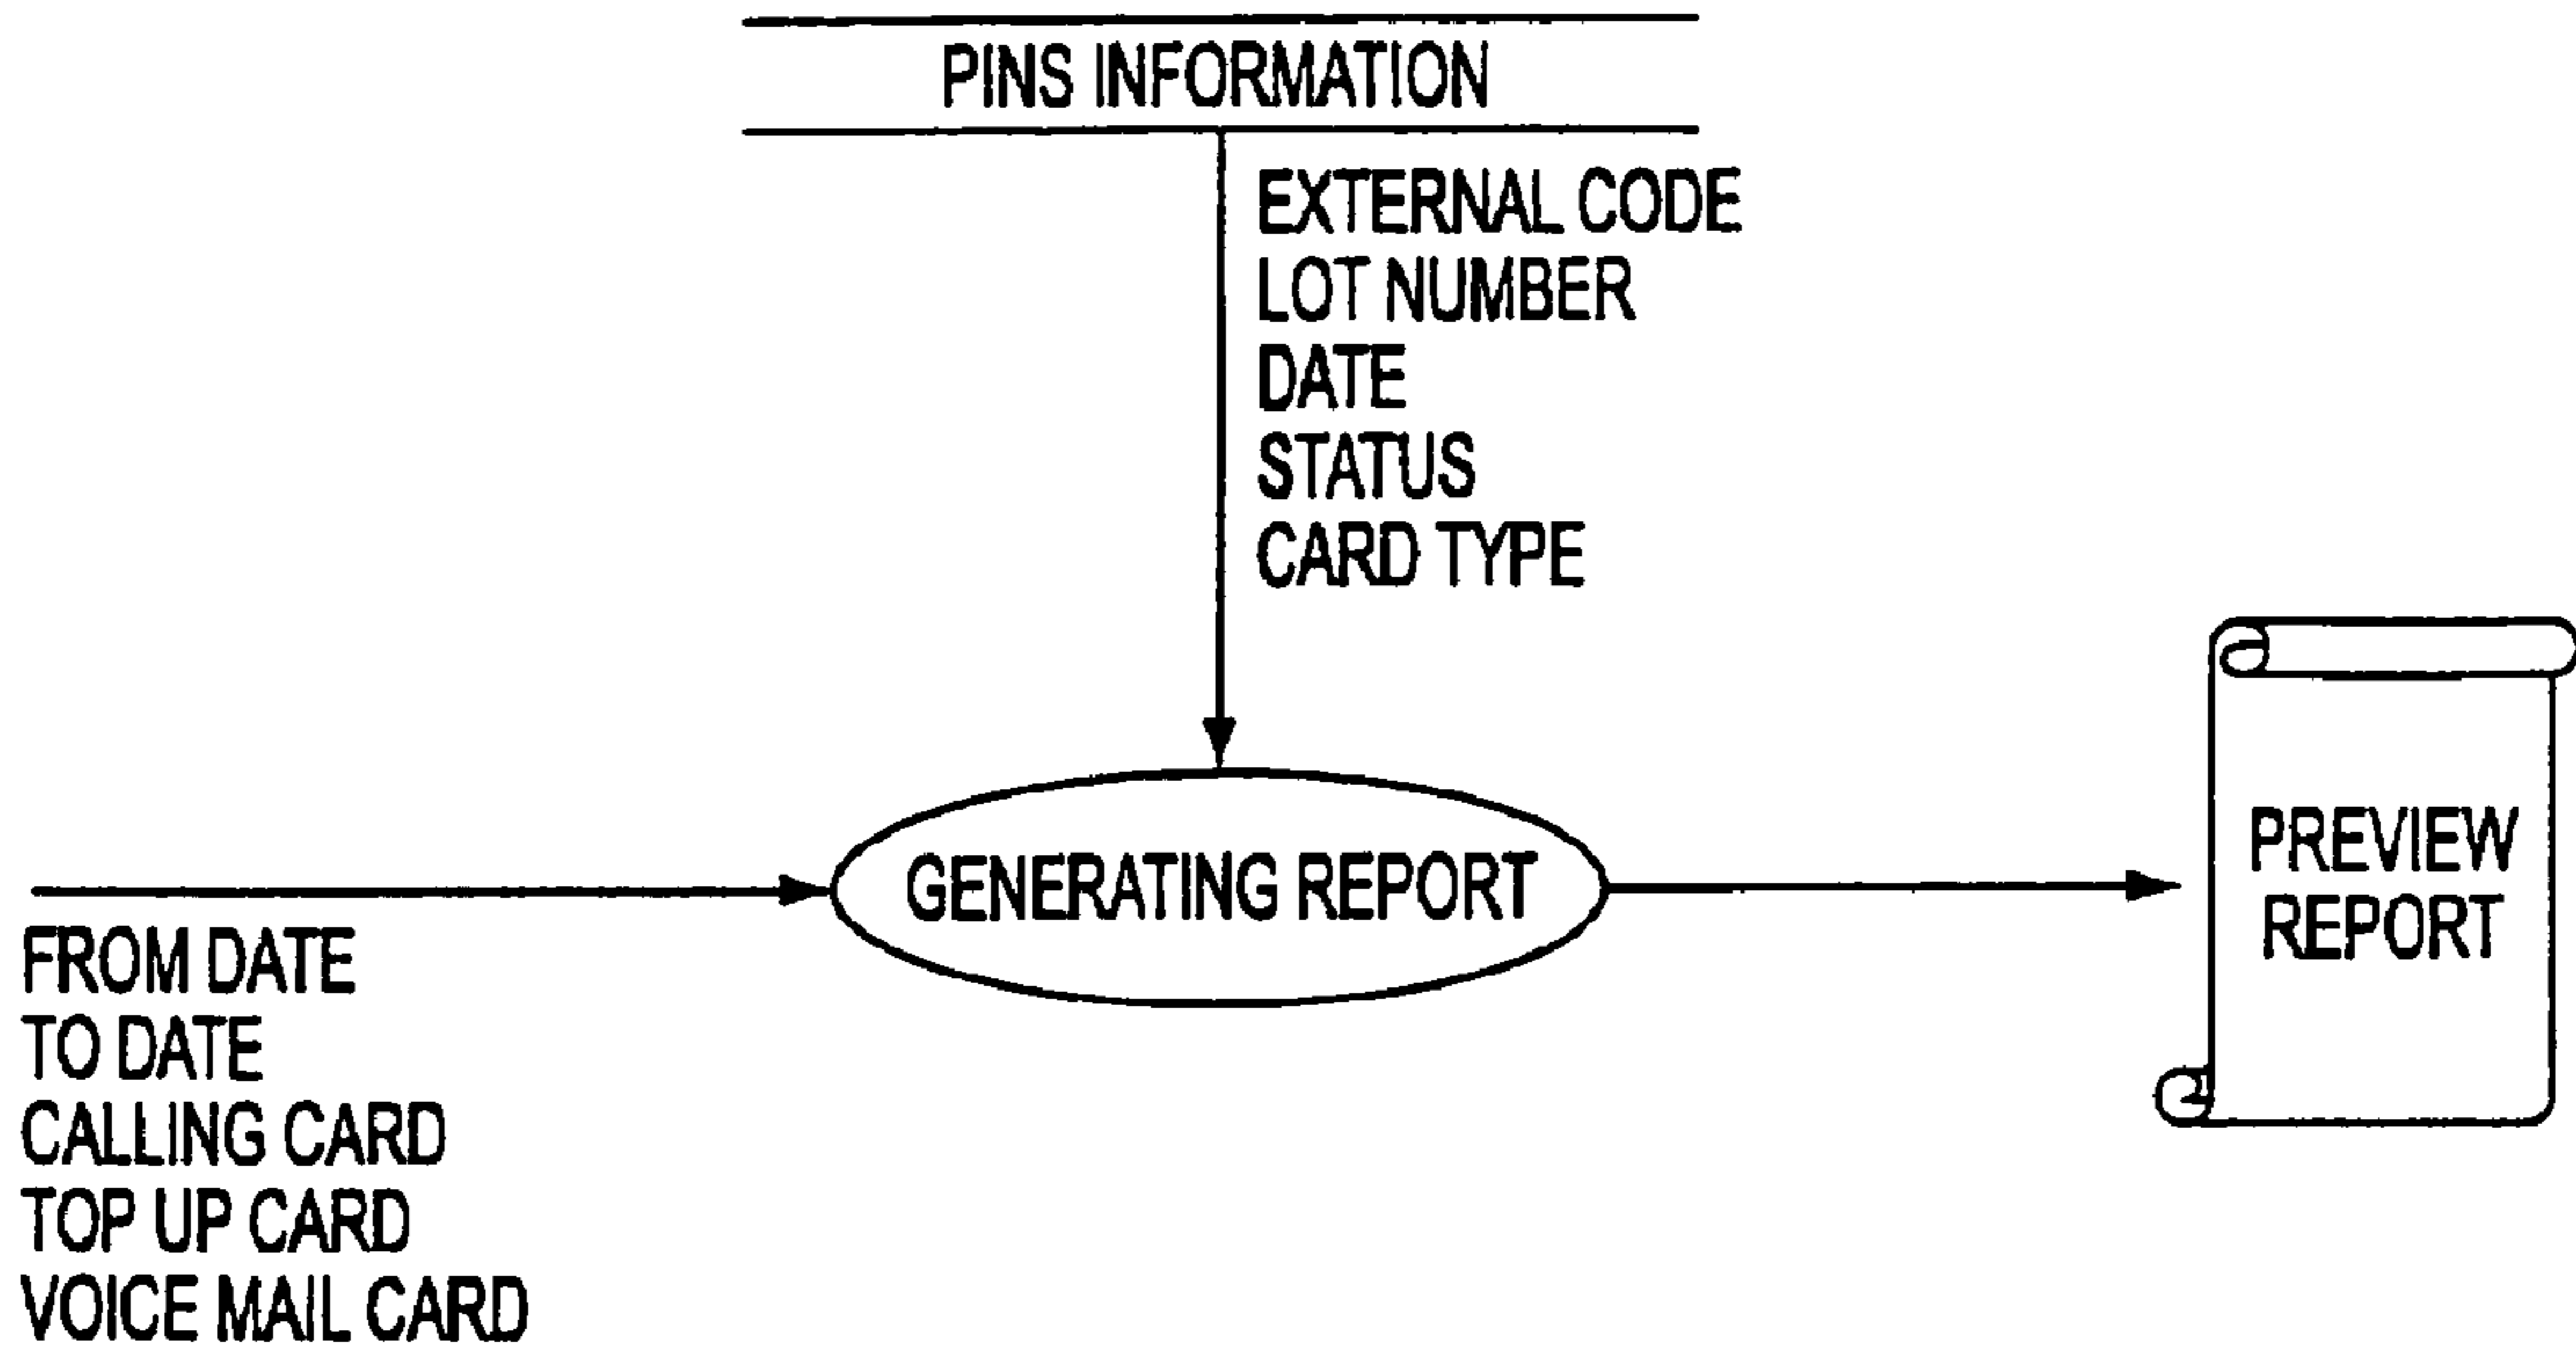 PINS INFORMATION
EXTERNAL CODE
LOT NUMBER
DATE
STATUS
CARD TYPE
GENERATING REPORT
PREVIEW
REPORT
FROM DATE
TO DATE
CALLING CARD
TOP UP CARD
VOICE MAIL CARD